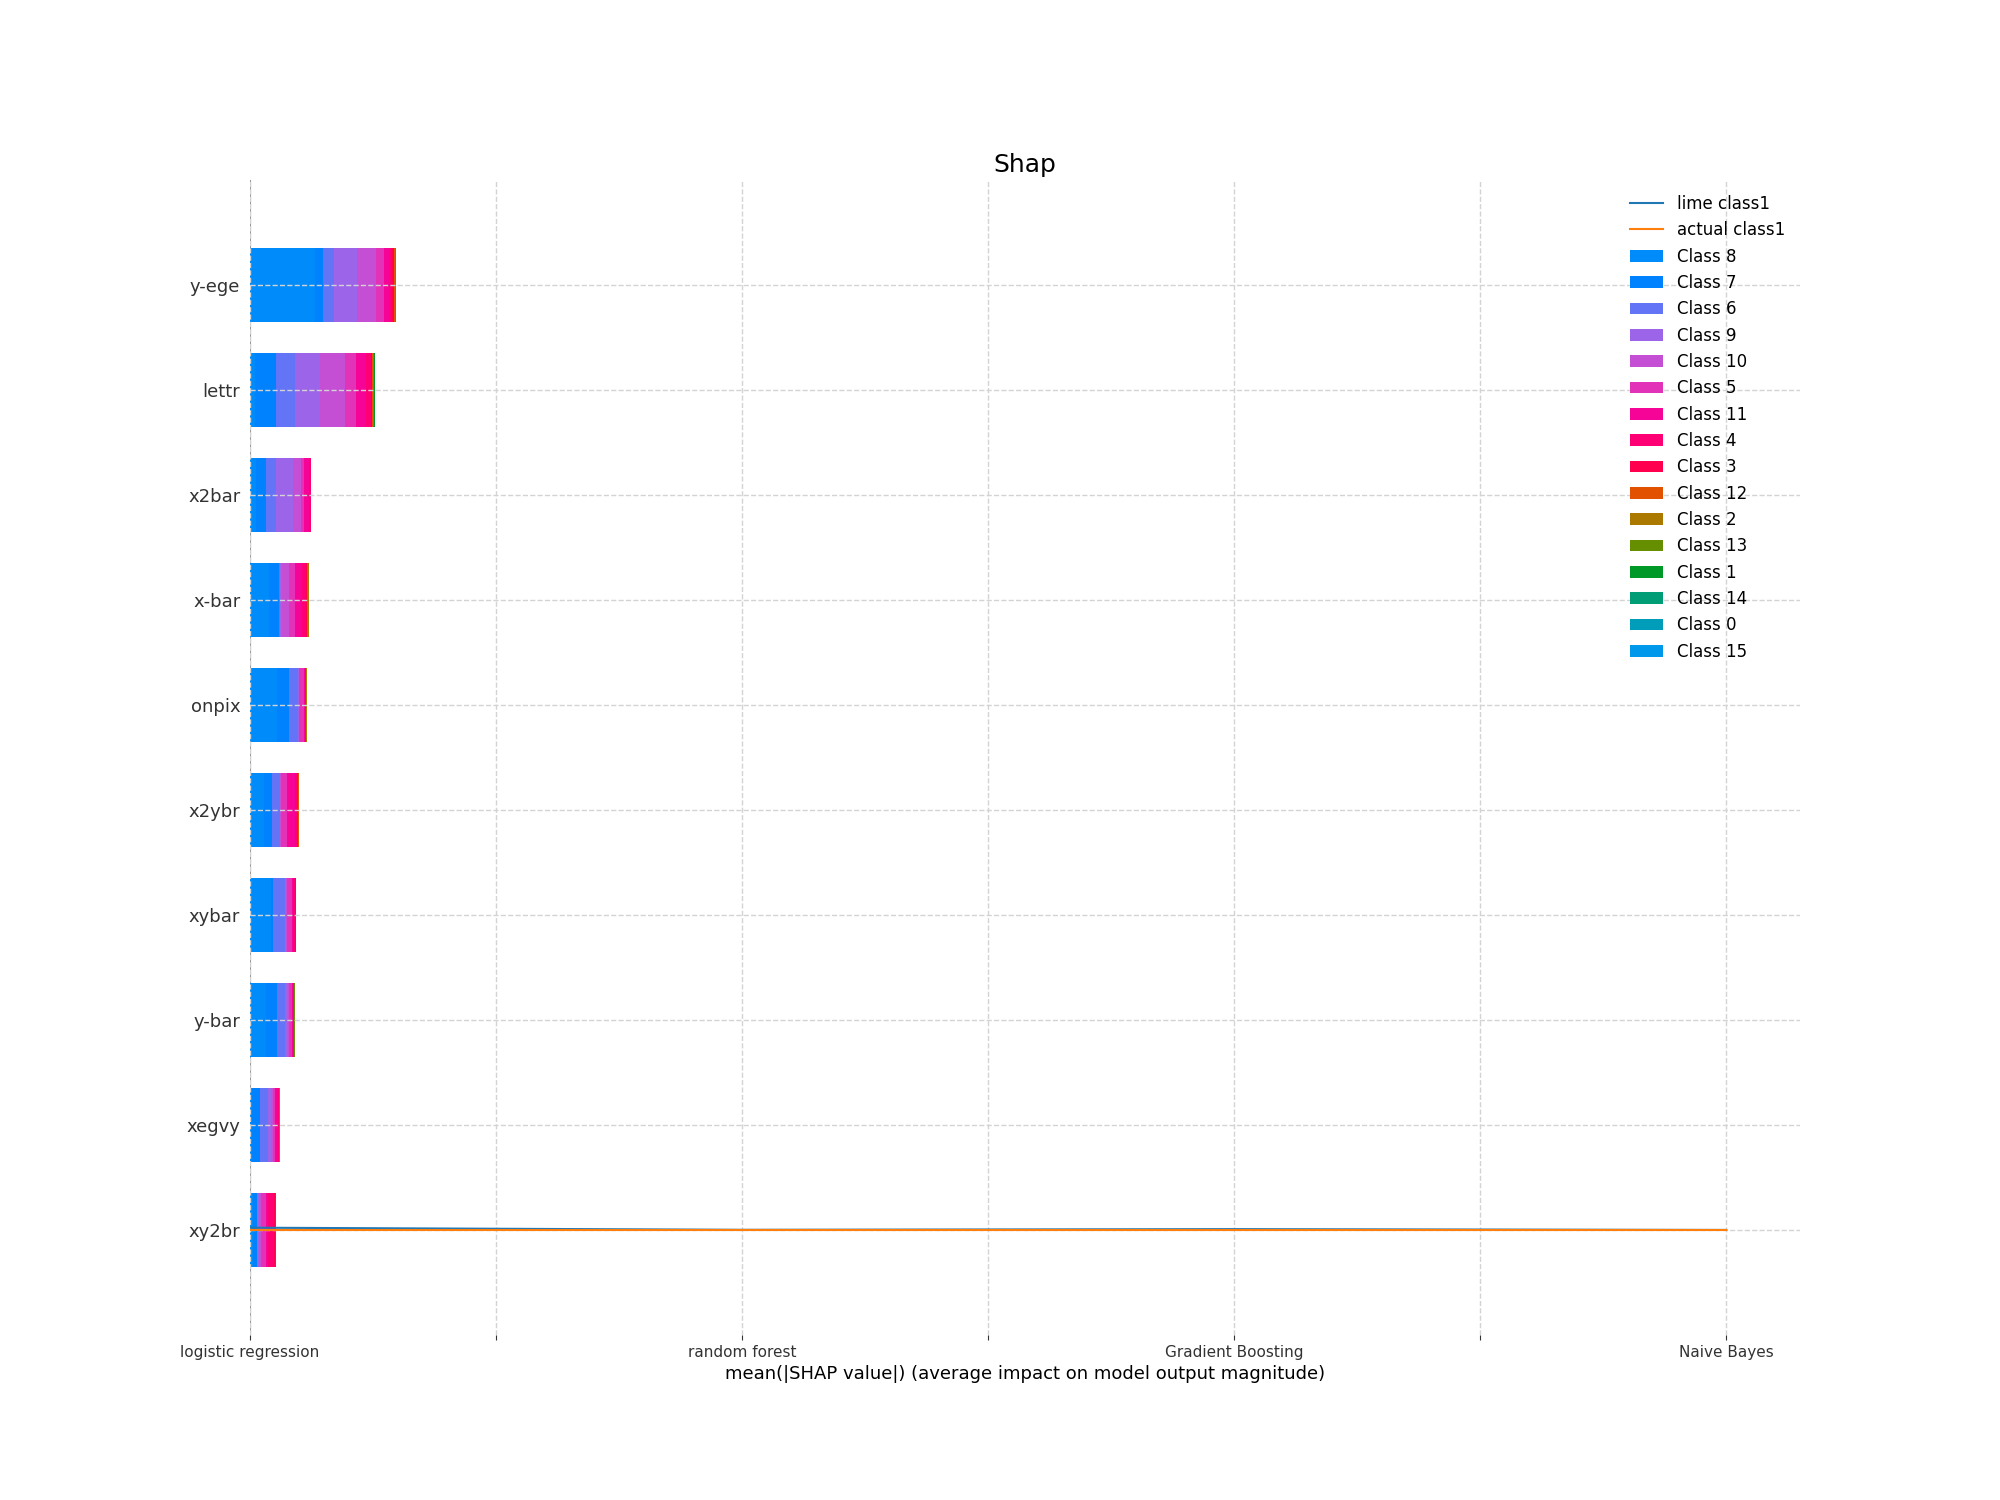 Shap
lime class1
actual class1
Class 8
Class 7
Class 6
Class 9
Class 10
Class 5
Class 11
Class 4
Class 3
Class 12
Class 2
Class 13
Class 1
Class 14
Class 0
Class 15
y-ege
lettr
x2bar
x-bar
onpix
x2ybr
xybar
y-bar
xegvy
xy2br
logistic regression
random forest
Gradient Boosting
Naive Bayes
mean(|SHAP value|) (average impact on model output magnitude)